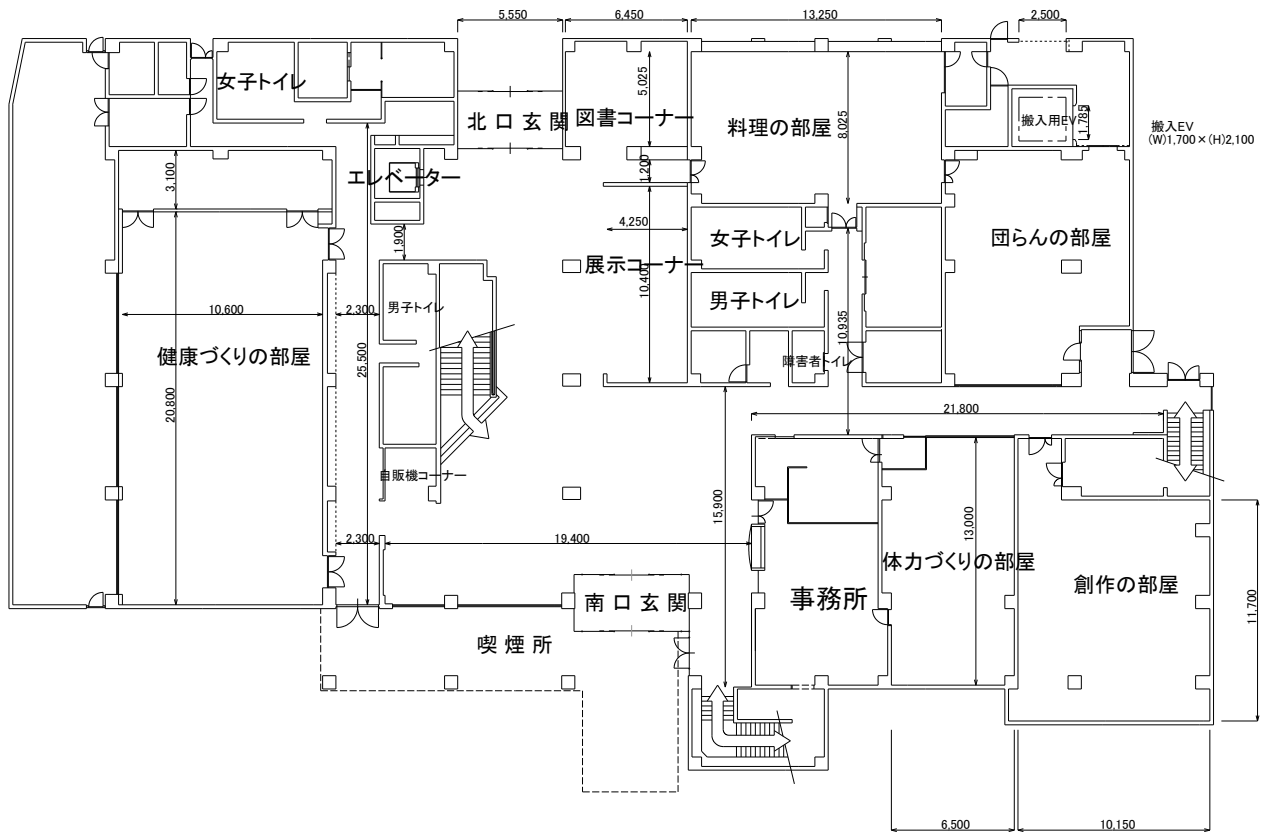 5,550
6,450
13,250
2,500
女子トイレ
北口玄関
図書コーナー
5,025
料理の部屋
8,025
搬入用EV
1,785
搬入EV
(W)1,700×(H)2,100
3,100
エレベーター
1,200
1,900
4,250
女子トイレ
団らんの部屋
展示コーナー
10,400
男子トイレ
10,600
2,300
男子トイレ
10,935
25,500
健康づくりの部屋
障害者トイレ
20,800
21,800
自販機コーナー
15,900
2,300
19,400
13,000
体力づくりの部屋
創作の部屋
事務所
南口玄関
11,700
喫煙所
6,500
10,150